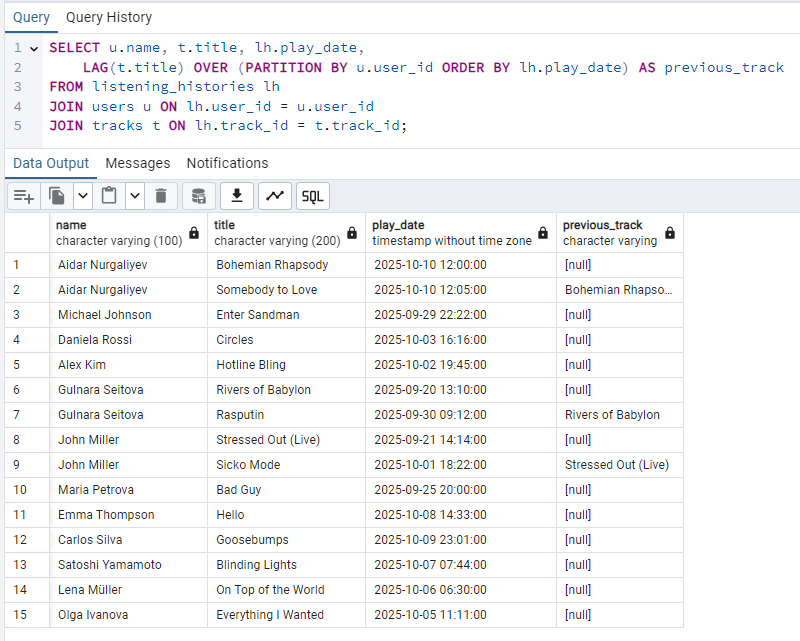 Query Query History
1 SELECT u.name, t.title, lh.play_date,
2 LAG(t.title) OVER (PARTITION BY u.user_id ORDER BY lh.play_date) AS previous_track
3 FROM listening_histories lh
4 JOIN users u ON lh.user_id = u.user_id
5 JOIN tracks t ON lh.track_id = t.track_id;
Data Output Messages Notifications
SQL
name title play_date previous_track
character varying (100) character varying (200) timestamp without time zone character varying
1 Aidar Nurgaliyev Bohemian Rhapsody 2025-10-10 12:00:00 [null]
2 Aidar Nurgaliyev Somebody to Love 2025-10-10 12:05:00 Bohemian Rhapso...
3 Michael Johnson Enter Sandman 2025-09-29 22:22:00 [null]
4 Daniela Rossi Circles 2025-10-03 16:16:00 [null]
5 Alex Kim Hotline Bling 2025-10-02 19:45:00 [null]
6 Gulnara Seitova Rivers of Babylon 2025-09-20 13:10:00 [null]
7 Gulnara Seitova Rasputin 2025-09-30 09:12:00 Rivers of Babylon
8 John Miller Stressed Out (Live) 2025-09-21 14:14:00 [null]
9 John Miller Sicko Mode 2025-10-01 18:22:00 Stressed Out (Live)
10 Maria Petrova Bad Guy 2025-09-25 20:00:00 [null]
11 Emma Thompson Hello 2025-10-08 14:33:00 [null]
12 Carlos Silva Goosebumps 2025-10-09 23:01:00 [null]
13 Satoshi Yamamoto Blinding Lights 2025-10-07 07:44:00 [null]
14 Lena Müller On Top of the World 2025-10-06 06:30:00 [null]
15 Olga Ivanova Everything I Wanted 2025-10-05 11:11:00 [null]